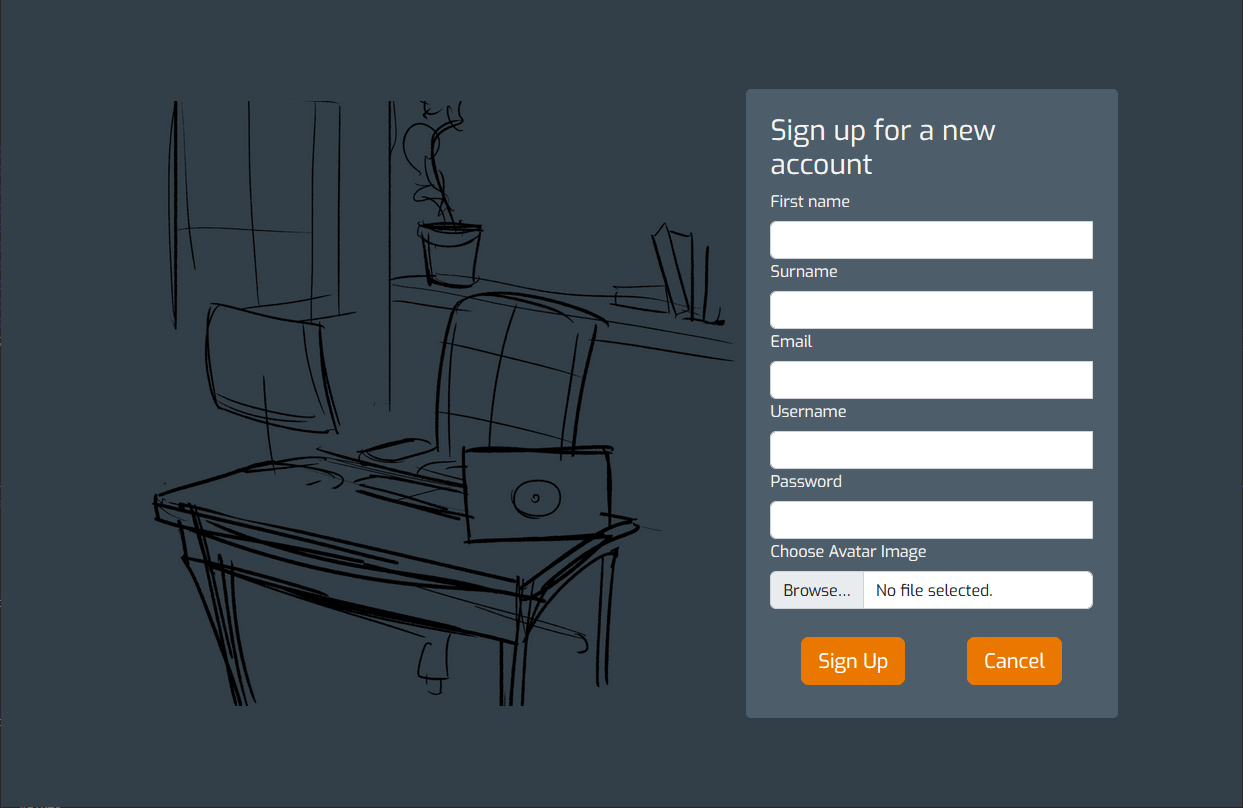 Sign up for a new
account
First name
Surname
Email
Username
Password
Choose Avatar Image
Browse... No file selected.
Sign Up Cancel